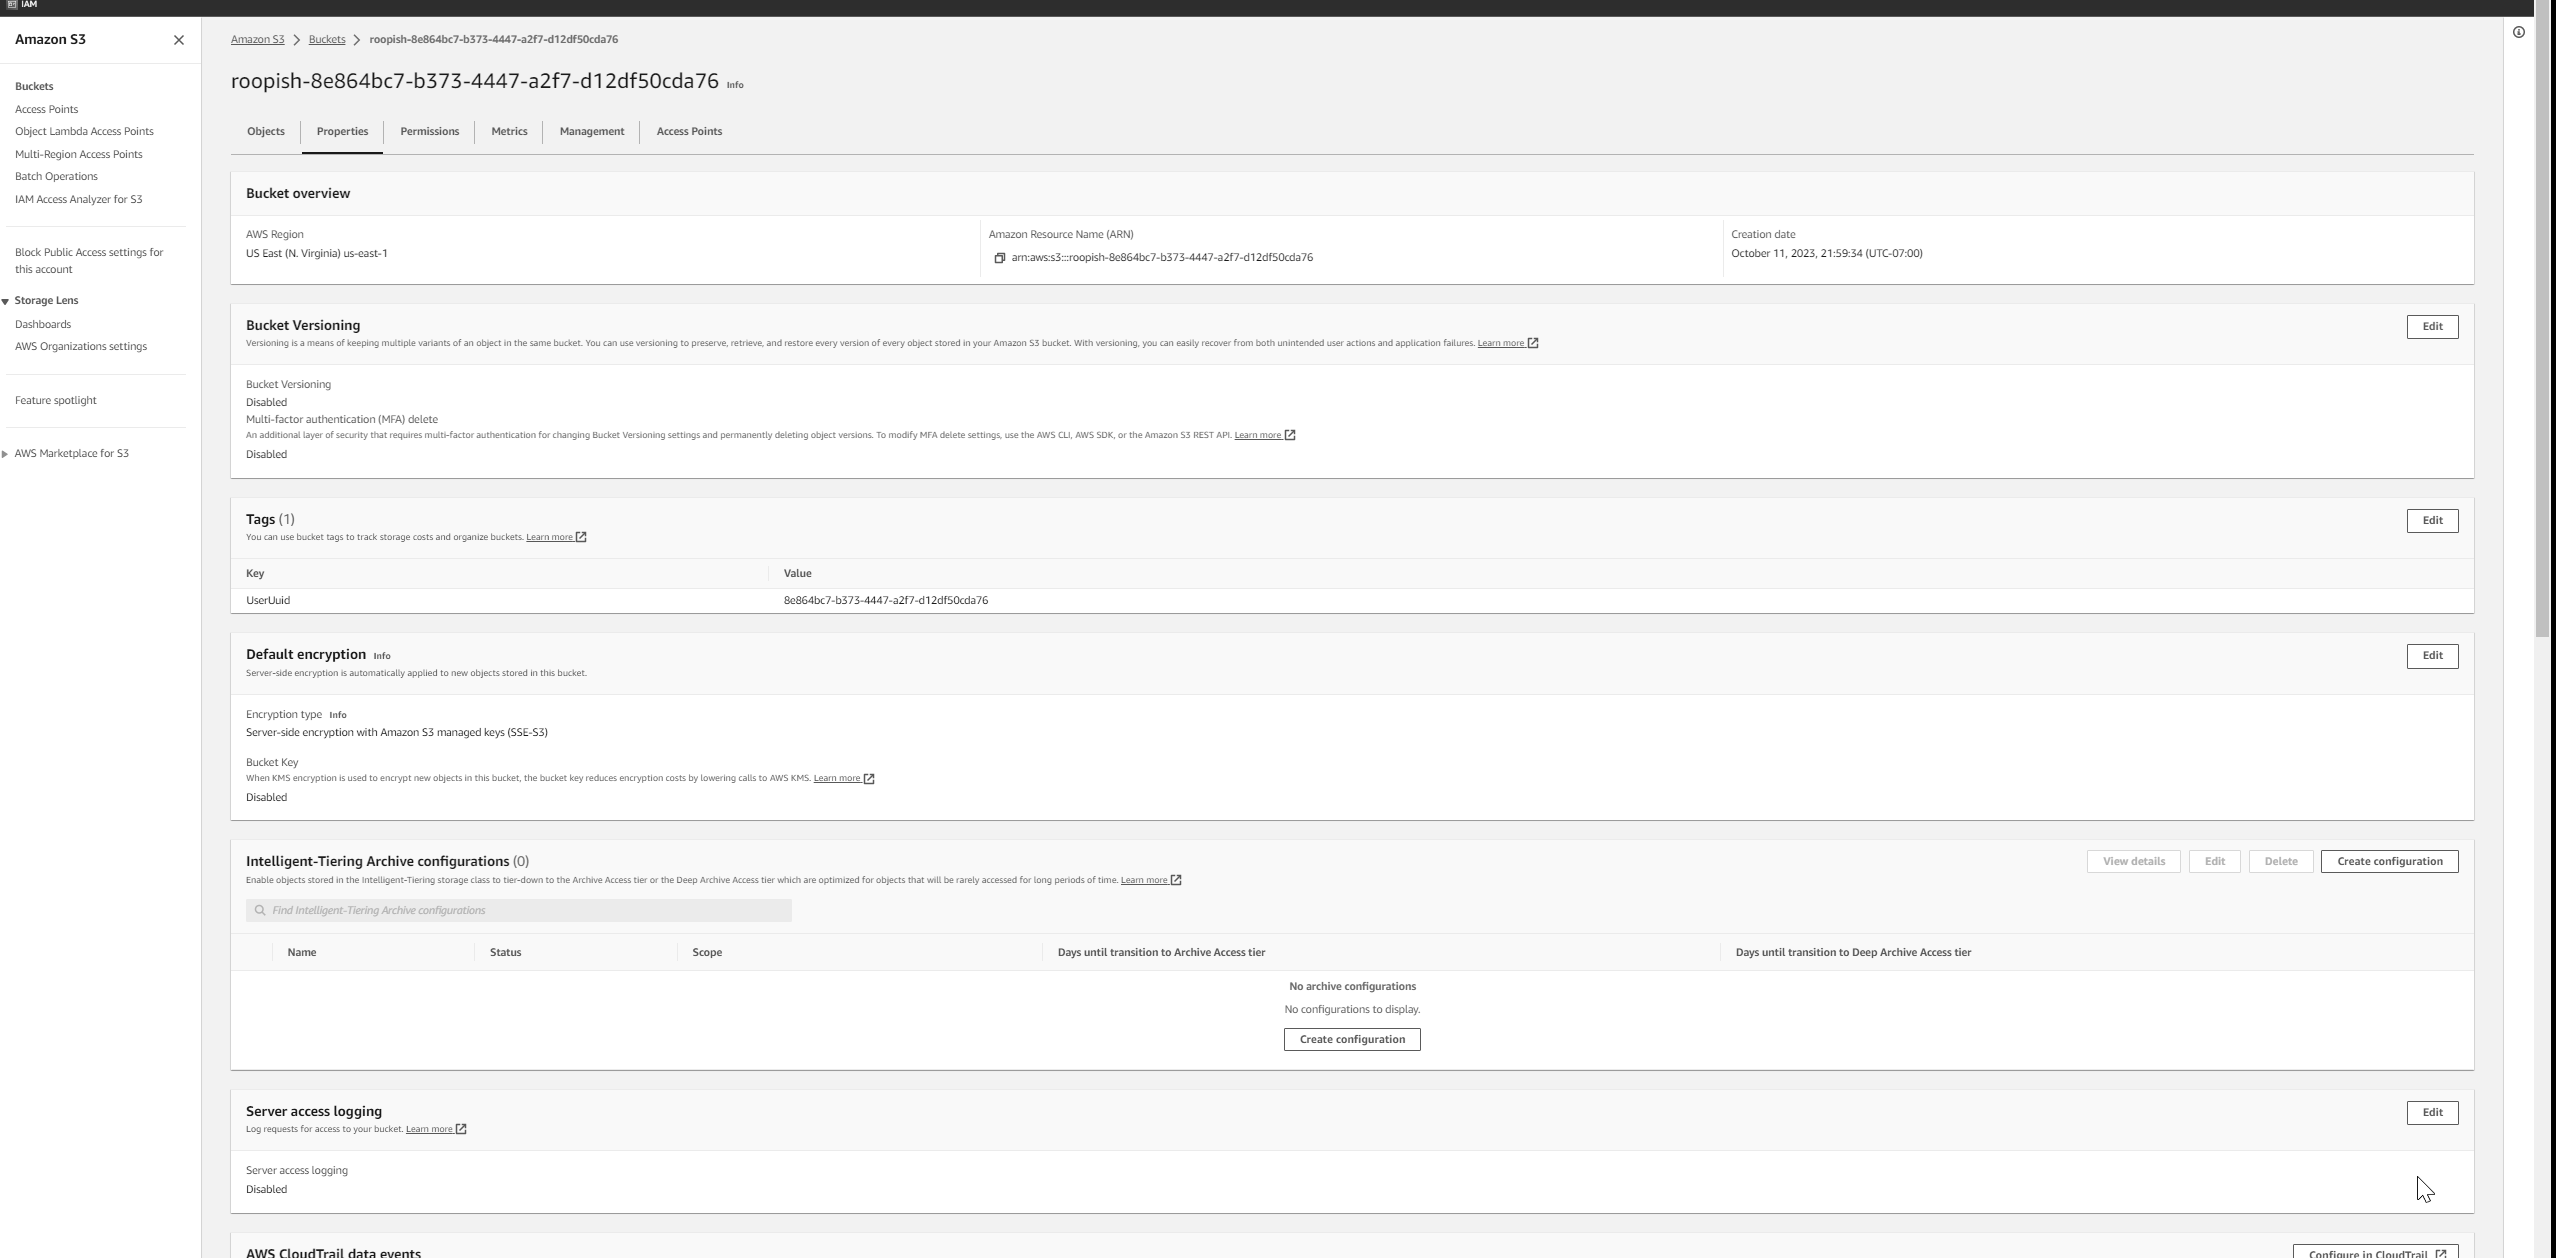 IAM
Amazon S3
Buckets
Access Points
Object Lambda Access Points
Multi-Region Access Points
Batch Operations
IAM Access Analyzer for S3
Block Public Access settings for
this account
Storage Lens
Dashboards
AWS Organizations settings
Feature spotlight
AWS Marketplace for S3
Amazon S3 Buckets roopish-8e864bc7-b373-4447-a2f7-d12df50cda76
roopish-8e864bc7-b373-4447-a2f7-d12df50cda76 Info
Objects Properties Permissions Metrics Management Access Points
Bucket overview
AWS Region
US East (N. Virginia) us-east-1
Amazon Resource Name (ARN)
arn:aws:s3:::roopish-8e864bc7-b373-4447-a2f7-d12df50cda76
Creation date
October 11, 2023, 21:59:34 (UTC-07:00)
Bucket Versioning
Edit
Versioning is a means of keeping multiple variants of an object in the same bucket. You can use versioning to preserve, retrieve, and restore every version of every object stored in your Amazon S3 bucket. With versioning, you can easily recover from both unintended user actions and application failures. Learn more
Bucket Versioning
Disabled
Multi-factor authentication (MFA) delete
An additional layer of security that requires multi-factor authentication for changing Bucket Versioning settings and permanently deleting object versions. To modify MFA delete settings, use the AWS CLI, AWS SDK, or the Amazon S3 REST API. Learn more
Disabled
Tags (1)
Edit
You can use bucket tags to track storage costs and organize buckets. Learn more
Key Value
UserUuid 8e864bc7-b373-4447-a2f7-d12df50cda76
Default encryption Info
Edit
Server-side encryption is automatically applied to new objects stored in this bucket.
Encryption type Info
Server-side encryption with Amazon S3 managed keys (SSE-S3)
Bucket Key
When KMS encryption is used to encrypt new objects in this bucket, the bucket key reduces encryption costs by lowering calls to AWS KMS. Learn more
Disabled
Intelligent-Tiering Archive configurations (0)
View details Edit Delete Create configuration
Enable objects stored in the Intelligent-Tiering storage class to tier-down to the Archive Access tier or the Deep Archive Access tier which are optimized for objects that will be rarely accessed for long periods of time. Learn more
Find Intelligent-Tiering Archive configurations
Name Status Scope Days until transition to Archive Access tier Days until transition to Deep Archive Access tier
No archive configurations
No configurations to display.
Create configuration
Server access logging
Edit
Log requests for access to your bucket. Learn more
Server access logging
Disabled
AWS CloudTrail data events
Configure in CloudTrail